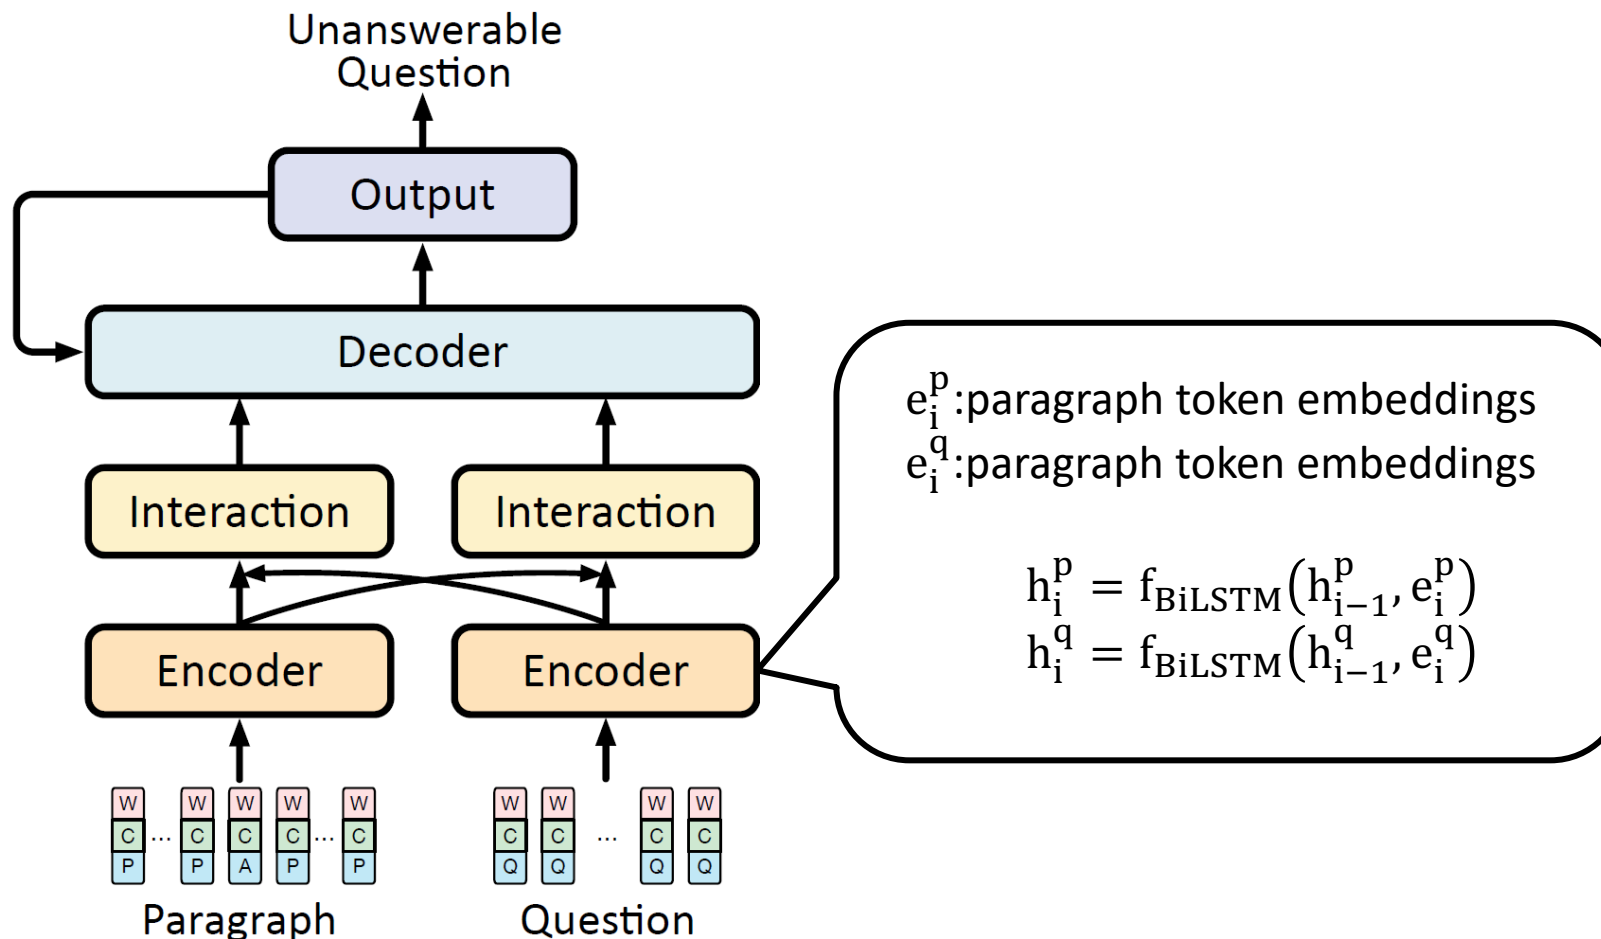 Unanswerable
Question
Output
Decoder
Interaction Interaction
Encoder Encoder
e_i^p:paragraph token embeddings
e_i^q:paragraph token embeddings
h_i^p = f_BiLSTM(h_{i−1}^p, e_i^p)
h_i^q = f_BiLSTM(h_{i−1}^q, e_i^q)
W W W W W W W W W
C ... C C C ... C C C ... C C
P P A P P Q Q Q Q
Paragraph Question